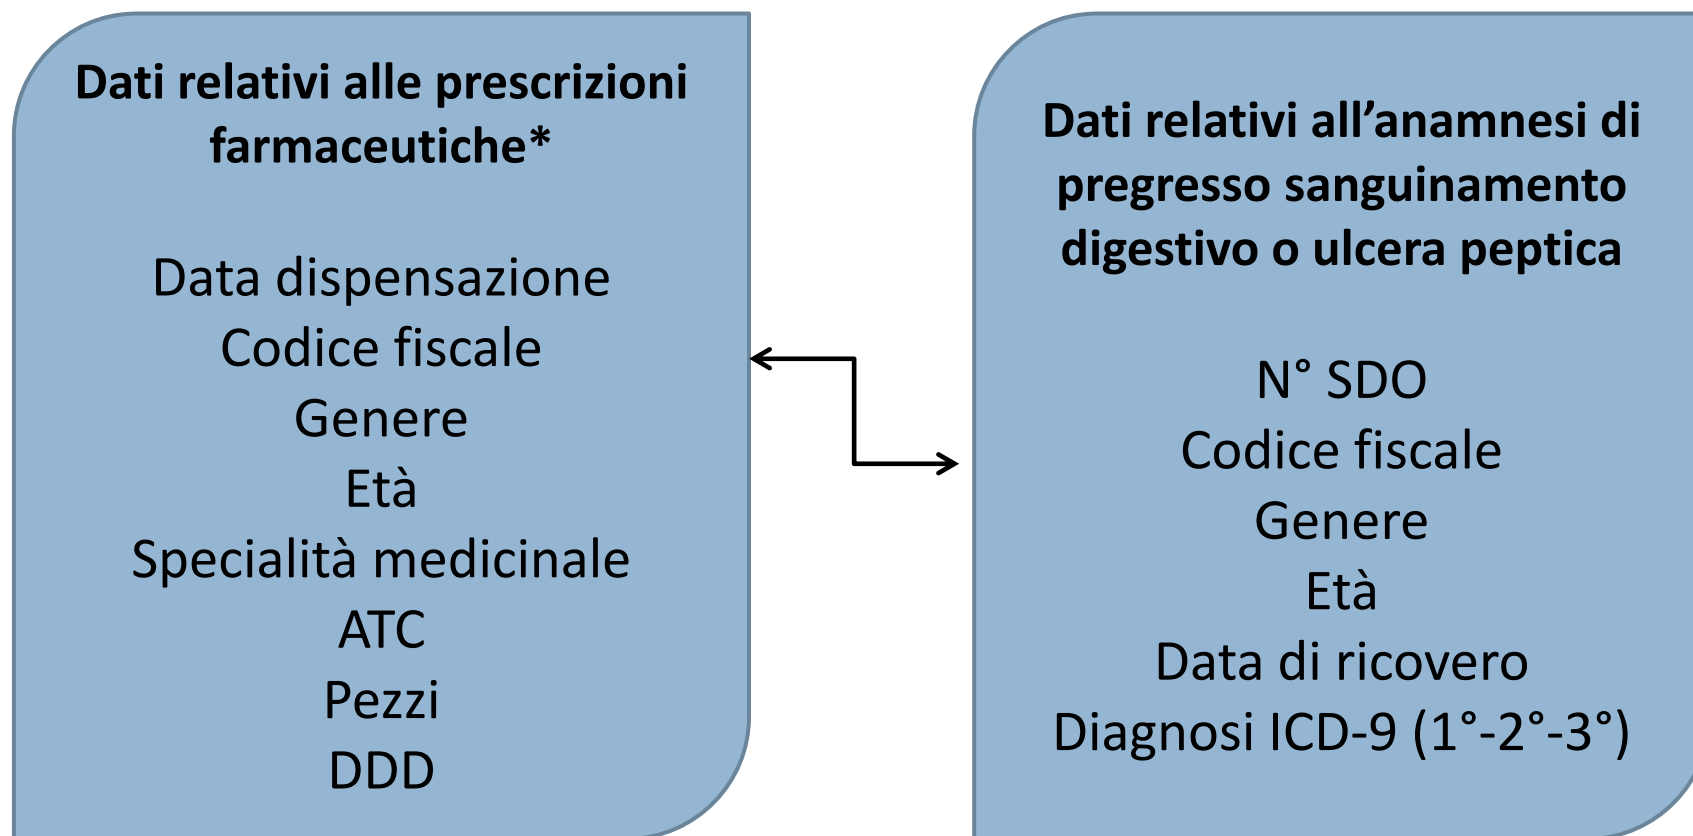 Dati relativi alle prescrizioni
farmaceutiche*
Data dispensazione
Codice fiscale
Genere
Età
Specialità medicinale
ATC
Pezzi
DDD
Dati relativi all’anamnesi di
pregresso sanguinamento
digestivo o ulcera peptica
N° SDO
Codice fiscale
Genere
Età
Data di ricovero
Diagnosi ICD-9 (1°-2°-3°)